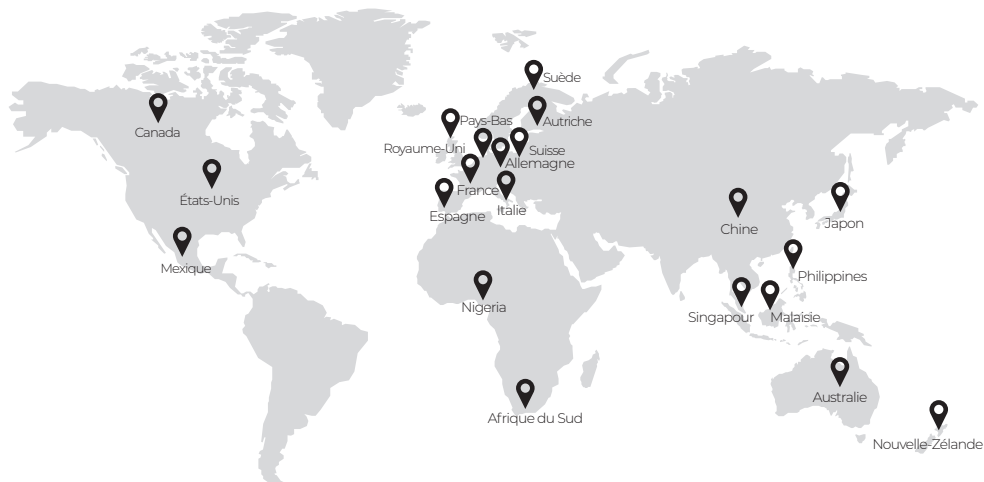 Suède
Pays-Bas
Autriche
Canada
Royaume-Uni
Suisse
Allemagne
France
États-Unis
Italie
Espagne
Japon
Chine
Mexique
Philippines
Nigeria
Singapour
Malaisie
Australie
Afrique du Sud
Nouvelle-Zélande